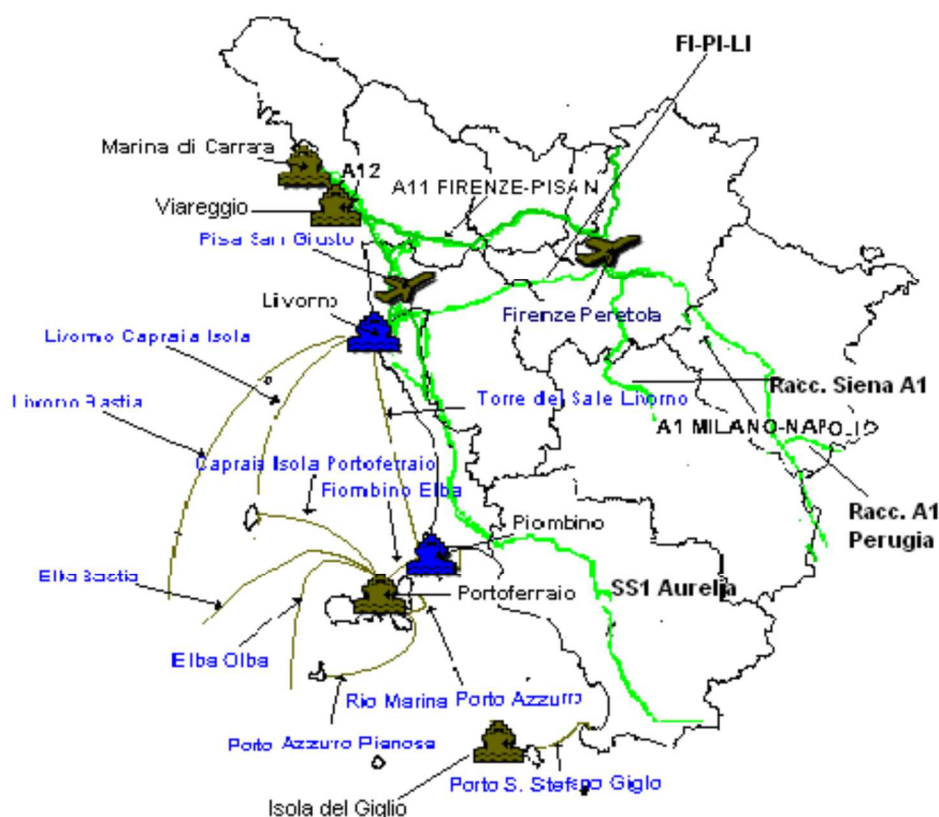 FI-PI-LI
Marina di Carrara
A12
A11 FIRENZE-PISA N
Viareggio
Pisa San Giusto
Livorno
Firenze Peretola
Livorno Capraia Isola
Racc. Siena A1
Livorno Bastia
Torre del Sale Livorno
A1 MILANO-NAPOLI
Capraia Isola Portoferraio
Piombino Elba
Racc. A1
Perugia
Piombino
Elba Bastia
SS1 Aurelia
Portoferraio
Elba Olba
Rio Marina Porto Azzurro
Porto Azzurro Pianosa
Porto S. Stefano Giglo
Isola del Giglio